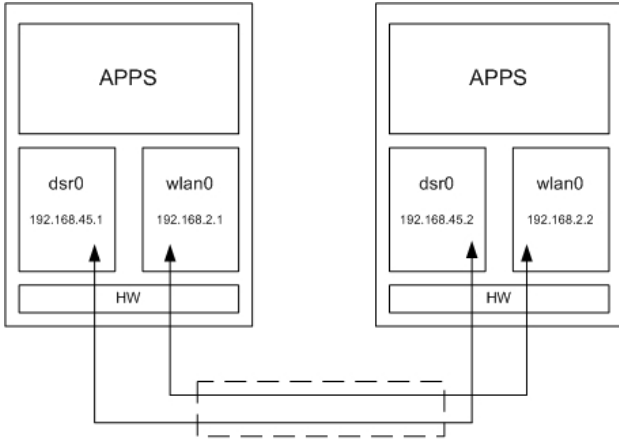 APPS
dsr0
192.168.45.1
wlan0
192.168.2.1
HW
APPS
dsr0
192.168.45.2
wlan0
192.168.2.2
HW